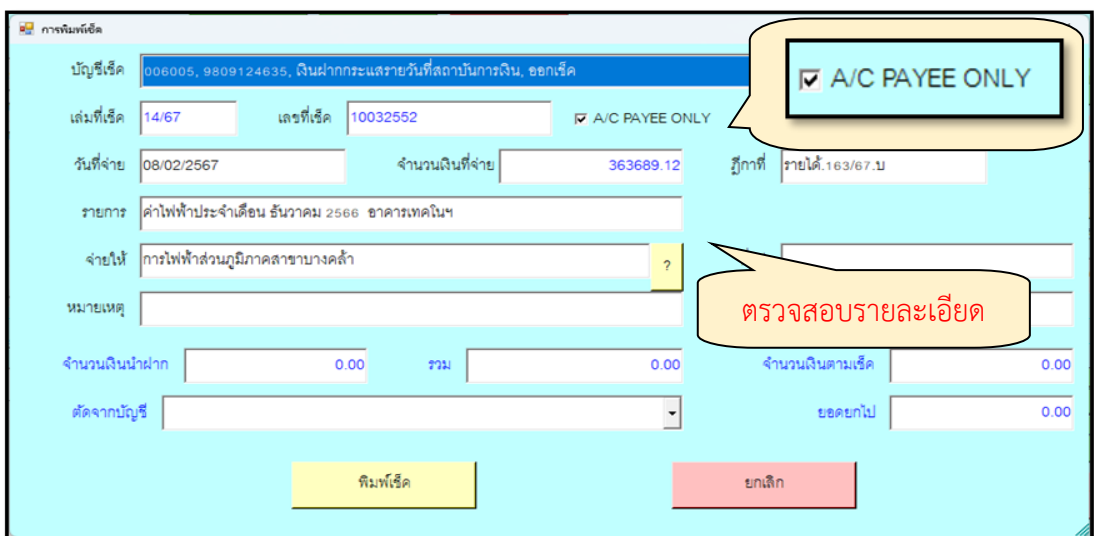 การพิมพ์เช็ค
บัญชีเช็ค 006005, 9809124635, เงินฝากกระแสรายวันที่สถาบันการเงิน, ออกเช็ค
A/C PAYEE ONLY
เล่มที่เช็ค 14/67 เลขที่เช็ค 10032552 A/C PAYEE ONLY
วันที่จ่าย 08/02/2567 จำนวนเงินที่จ่าย 363689.12 ฎีกาที่ รายได้.163/67.บ
รายการ ค่าไฟฟ้าประจำเดือน ธันวาคม 2566 อาคารเทคโนฯ
จ่ายให้ การไฟฟ้าส่วนภูมิภาคสาขาบางคล้า ?
หมายเหตุ
ตรวจสอบรายละเอียด
จำนวนเงินนำฝาก 0.00 รวม 0.00 จำนวนเงินตามเช็ค 0.00
ตัดจากบัญชี ยอดยกไป 0.00
พิมพ์เช็ค ยกเลิก